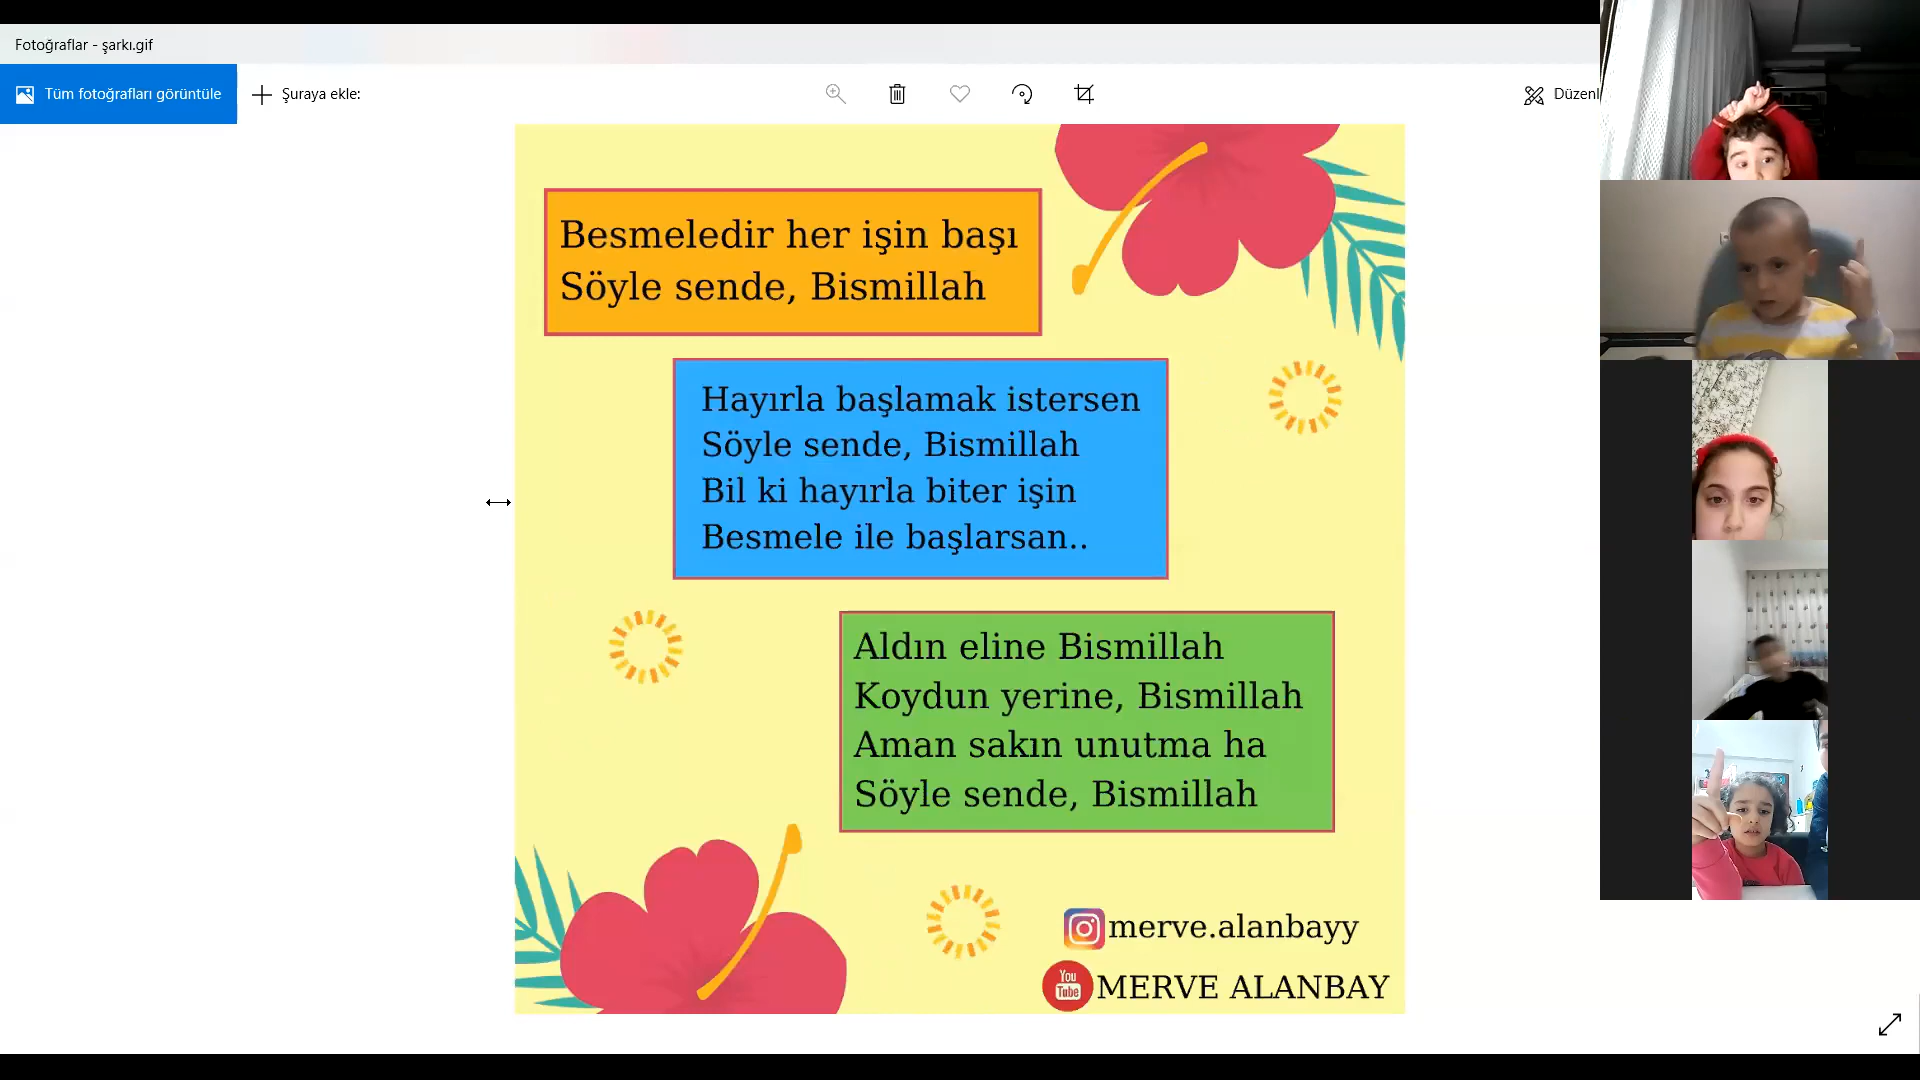 Fotoğraflar - şarkı.gif
Tüm fotoğrafları görüntüle
Şuraya ekle:
Düzenl
Besmeledir her işin başı
Söyle sende, Bismillah
Hayırla başlamak istersen
Söyle sende, Bismillah
Bil ki hayırla biter işin
Besmele ile başlarsan..
Aldın eline Bismillah
Koydun yerine, Bismillah
Aman sakın unutma ha
Söyle sende, Bismillah
merve.alanbayy
You
Tube
MERVE ALANBAY